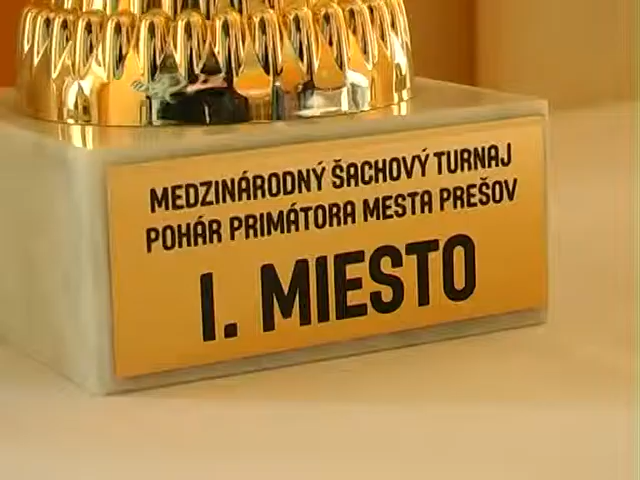 MEDZINÁRODNÝ ŠACHOVÝ TURNAJ
POHÁR PRIMÁTORA MESTA PREŠOV
I. MIESTO